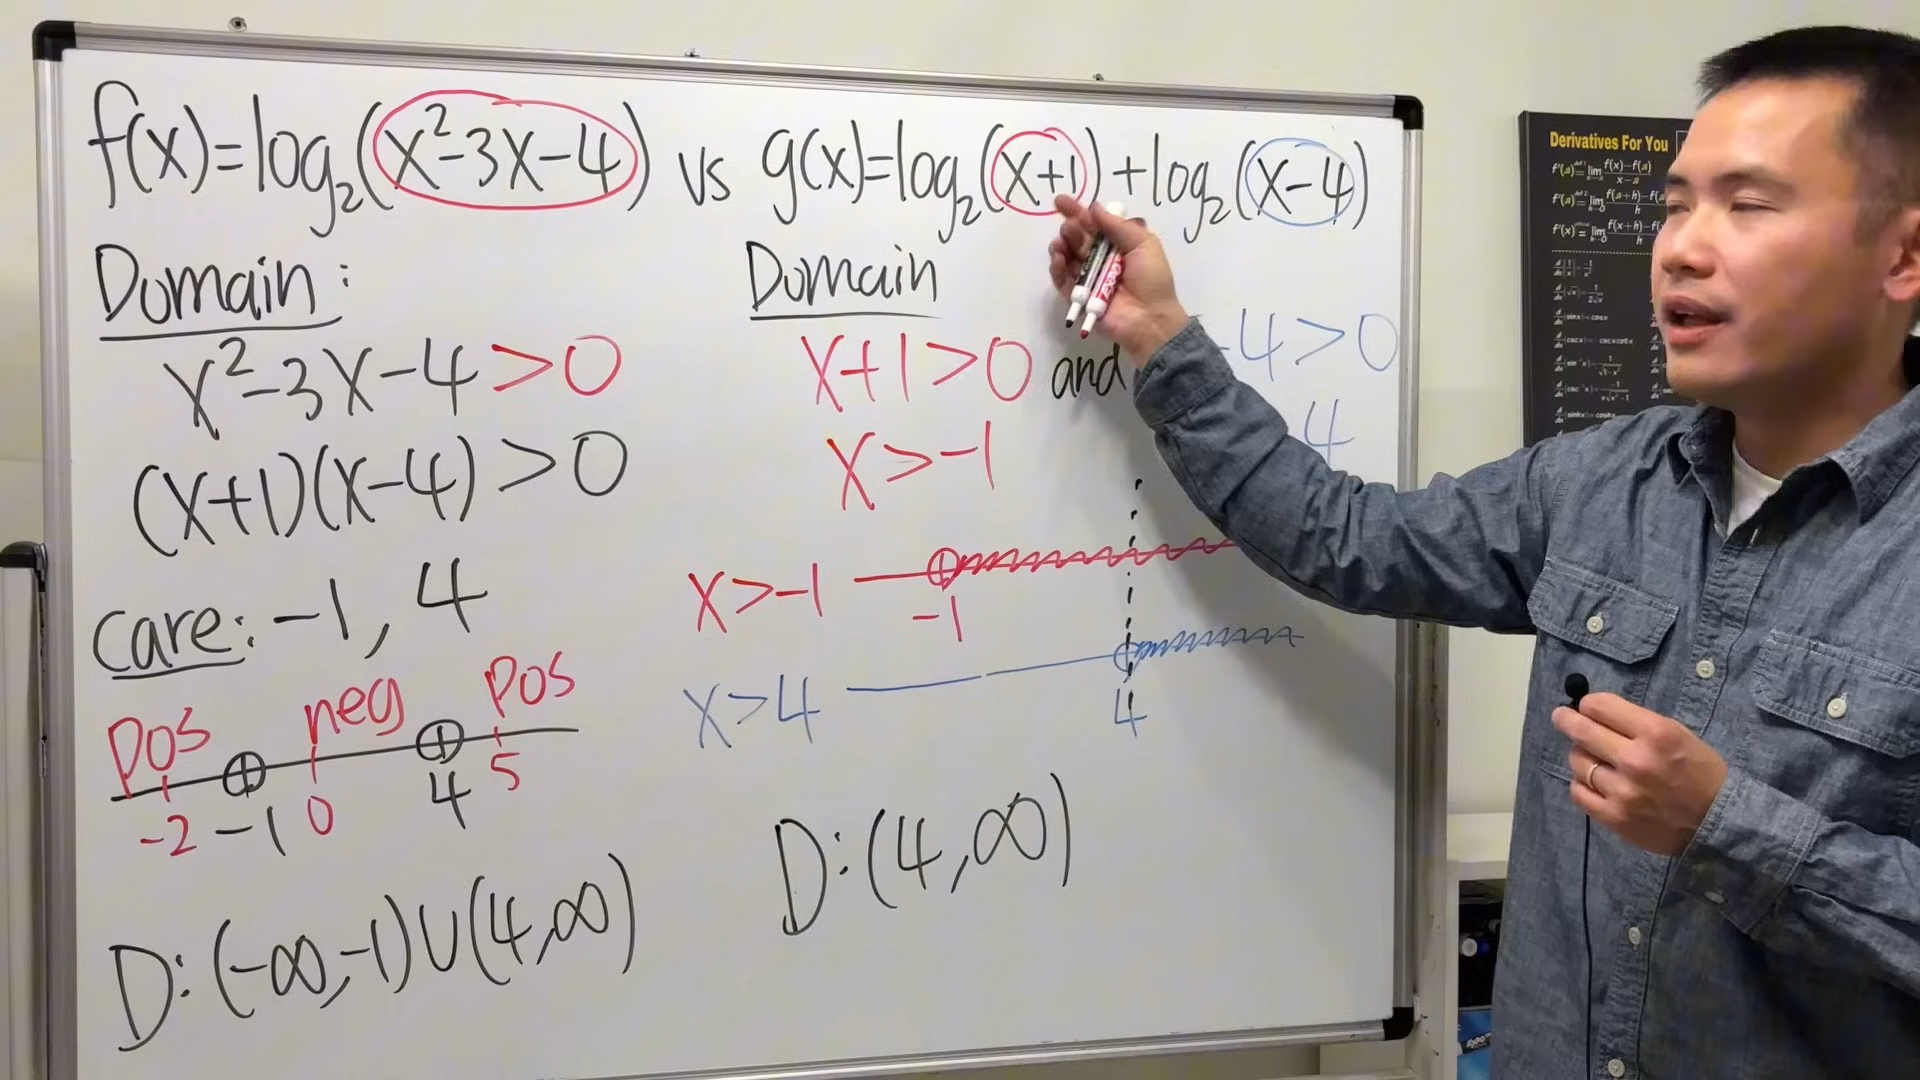 f(x)=log₂(x²-3x-4) vs g(x)=log₂(x+1)+log₂(x-4)
Domain:
x²-3x-4>0
(x+1)(x-4)>0
care: -1, 4
pos neg pos
-2 -1 0 4 5
D: (-∞,-1)∪(4,∞)
Domain
x+1>0 and -4>0
x>-1 4
x>-1
-1
x>4
4
D: (4,∞)
Derivatives For You
EXPO